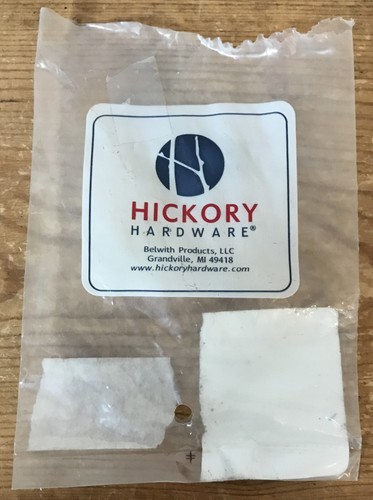 HICKORY
HARDWARE®
Belwith Products, LLC
Grandville, MI 49418
www.hickoryhardware.com